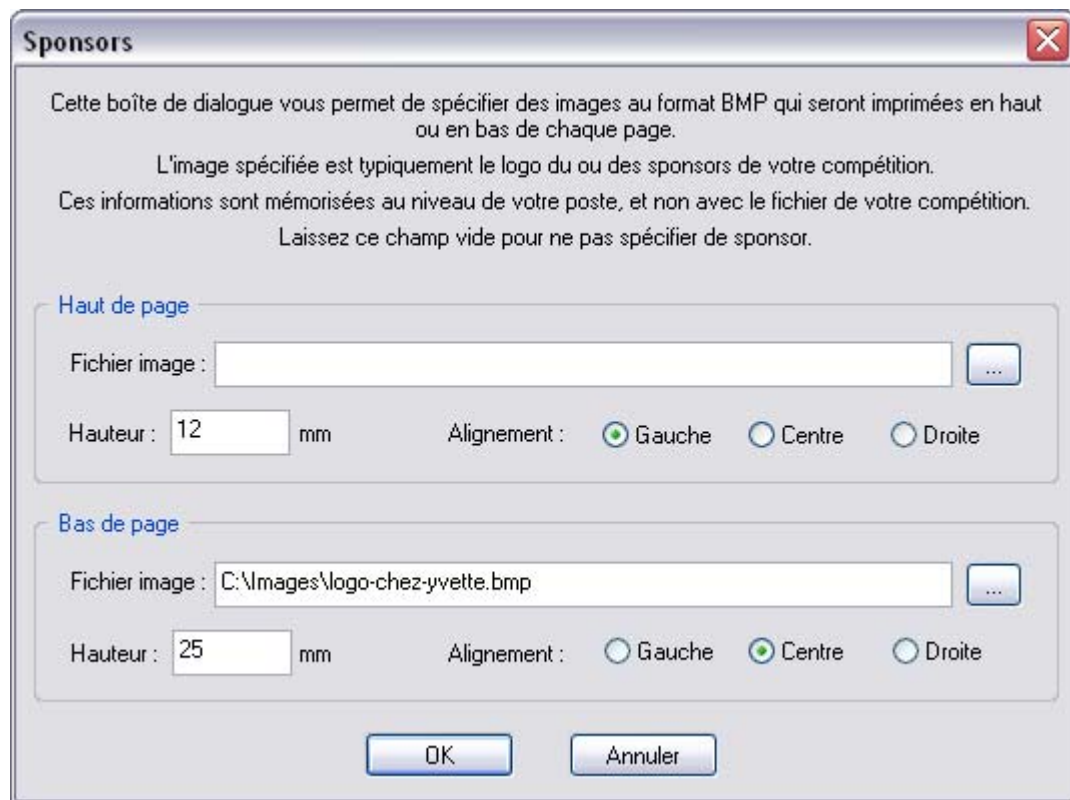 Sponsors
Cette boîte de dialogue vous permet de spécifier des images au format BMP qui seront imprimées en haut
ou en bas de chaque page.
L'image spécifiée est typiquement le logo du ou des sponsors de votre compétition.
Ces informations sont mémorisées au niveau de votre poste, et non avec le fichier de votre compétition.
Laissez ce champ vide pour ne pas spécifier de sponsor.
Haut de page
Fichier image : ...
Hauteur : 12 mm Alignement : Gauche Centre Droite
Bas de page
Fichier image : C:\Images\logo-chez-yvette.bmp ...
Hauteur : 25 mm Alignement : Gauche Centre Droite
OK Annuler